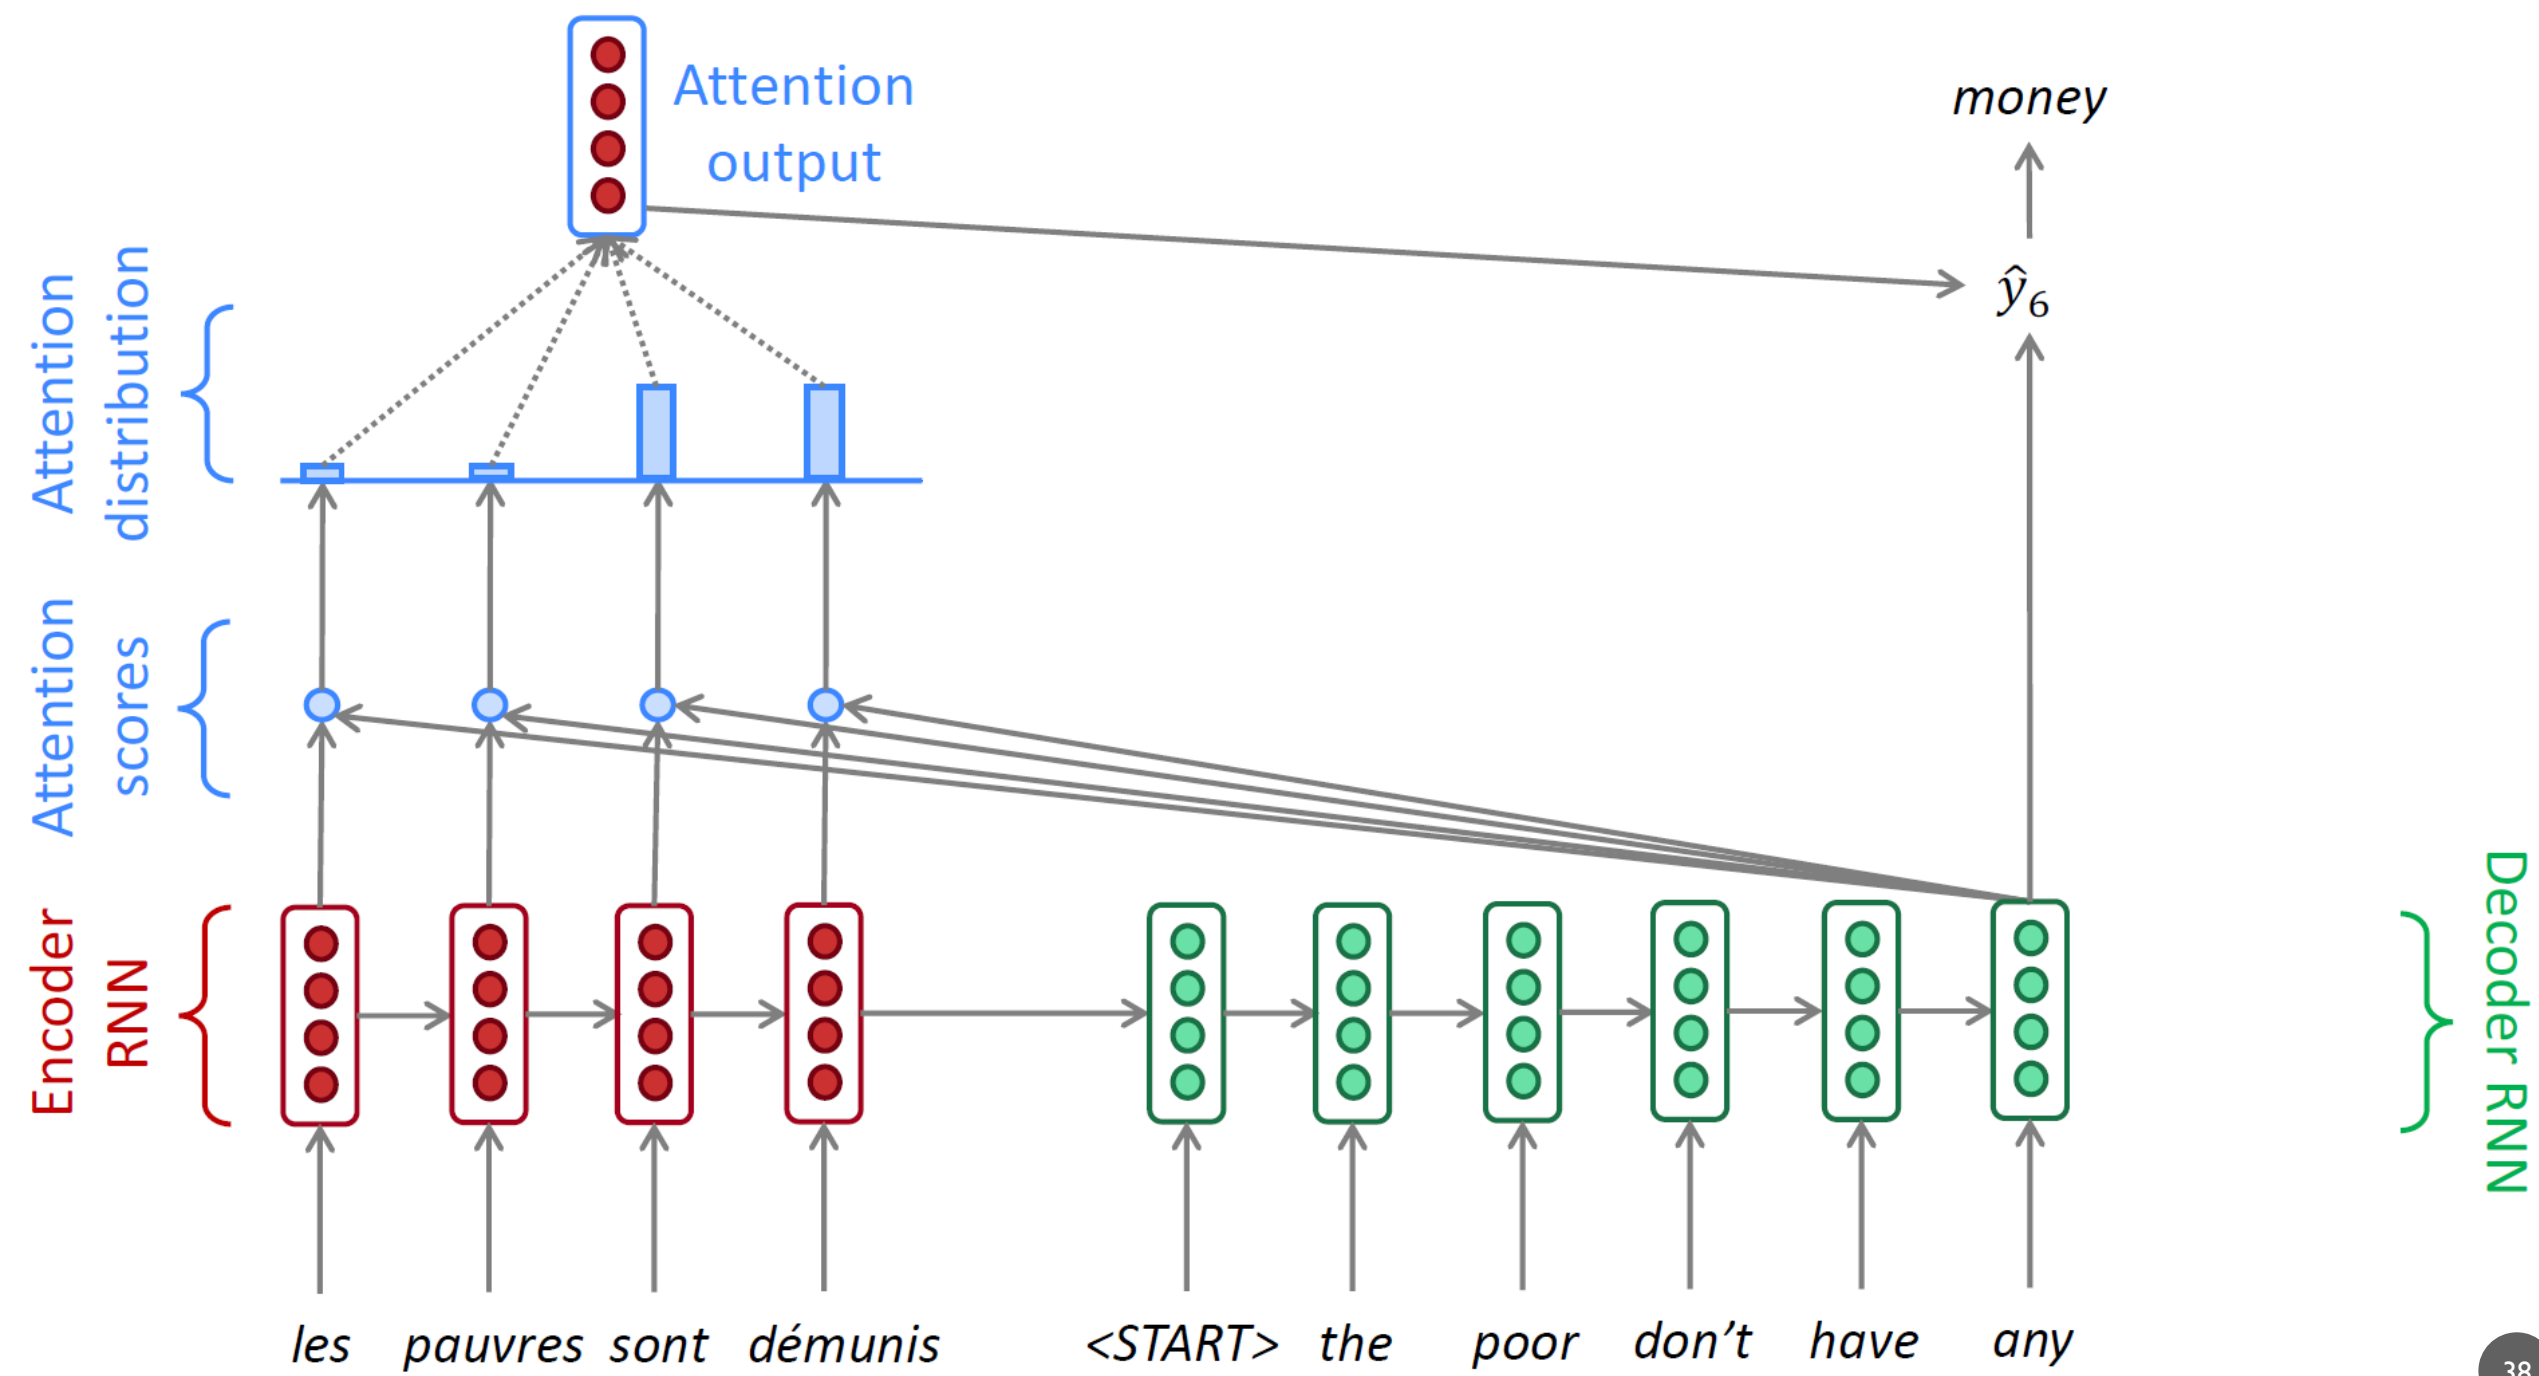 Attention
output
money
ŷ₆
Attention
distribution
Attention
scores
Encoder
RNN
Decoder RNN
les pauvres sont démunis <START> the poor don't have any
38